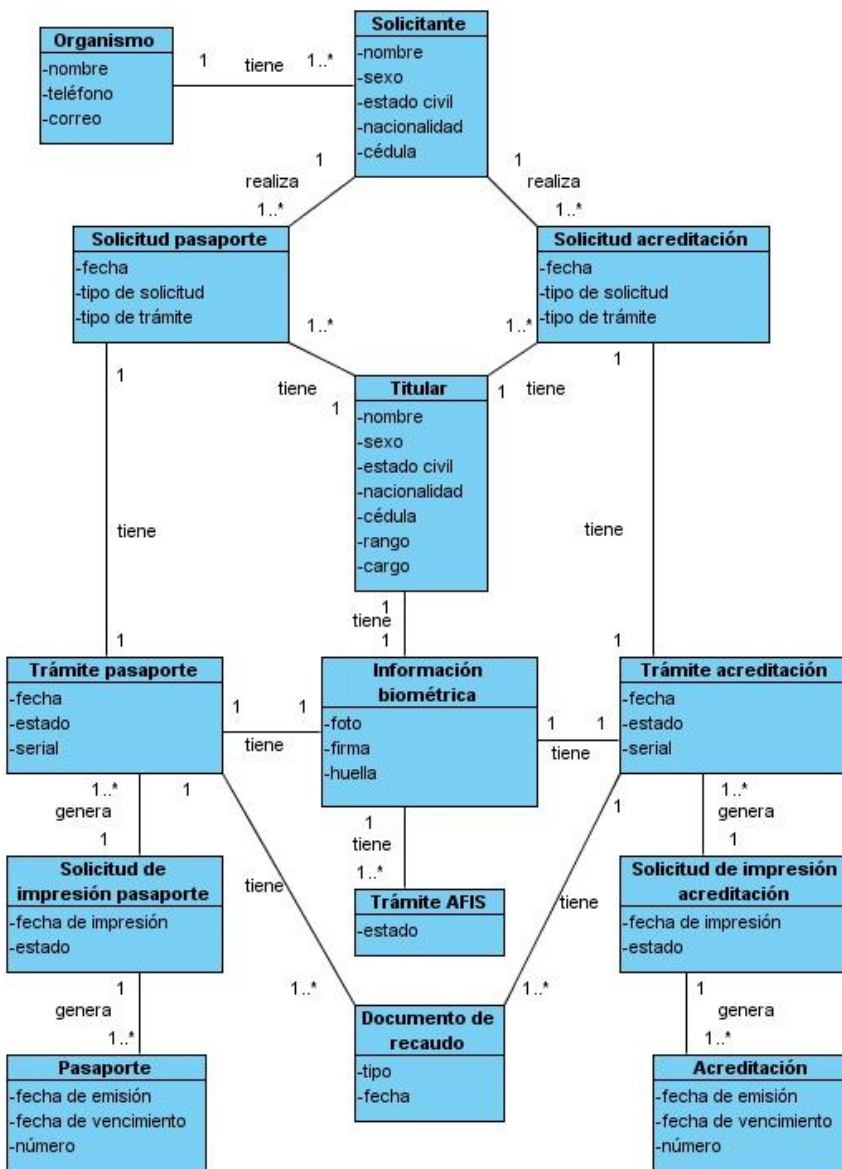 Organismo
-nombre
-teléfono
-correo
1
tiene
1..*
Solicitante
-nombre
-sexo
-estado civil
-nacionalidad
-cédula
1
realiza
1..*
1
realiza
1..*
Solicitud pasaporte
-fecha
-tipo de solicitud
-tipo de trámite
Solicitud acreditación
-fecha
-tipo de solicitud
-tipo de trámite
1..*
tiene
1
1..*
tiene
1
Titular
-nombre
-sexo
-estado civil
-nacionalidad
-cédula
-rango
-cargo
1
tiene
1
1
tiene
1
1
tiene
1
Trámite pasaporte
-fecha
-estado
-serial
1
1
tiene
Información
biométrica
-foto
-firma
-huella
1
1
tiene
Trámite acreditación
-fecha
-estado
-serial
1..*
genera
1
1
tiene
1..*
1
tiene
1..*
1
tiene
1..*
1..*
genera
1
Solicitud de
impresión pasaporte
-fecha de impresión
-estado
Trámite AFIS
-estado
Solicitud de impresión
acreditación
-fecha de impresión
-estado
1
genera
1..*
1
genera
1..*
Pasaporte
-fecha de emisión
-fecha de vencimiento
-número
Documento de
recaudo
-tipo
-fecha
Acreditación
-fecha de emisión
-fecha de vencimiento
-número